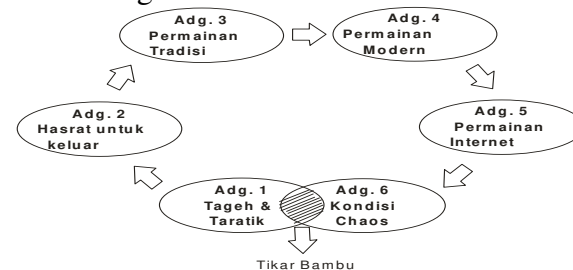 Adg. 3
Permainan
Tradisi
Adg. 4
Permainan
Modern
Adg. 2
Hasrat untuk
keluar
Adg. 5
Permainan
Internet
Adg. 1
Tageh &
Taratik
Adg. 6
Kondisi
Chaos
Tikar Bambu